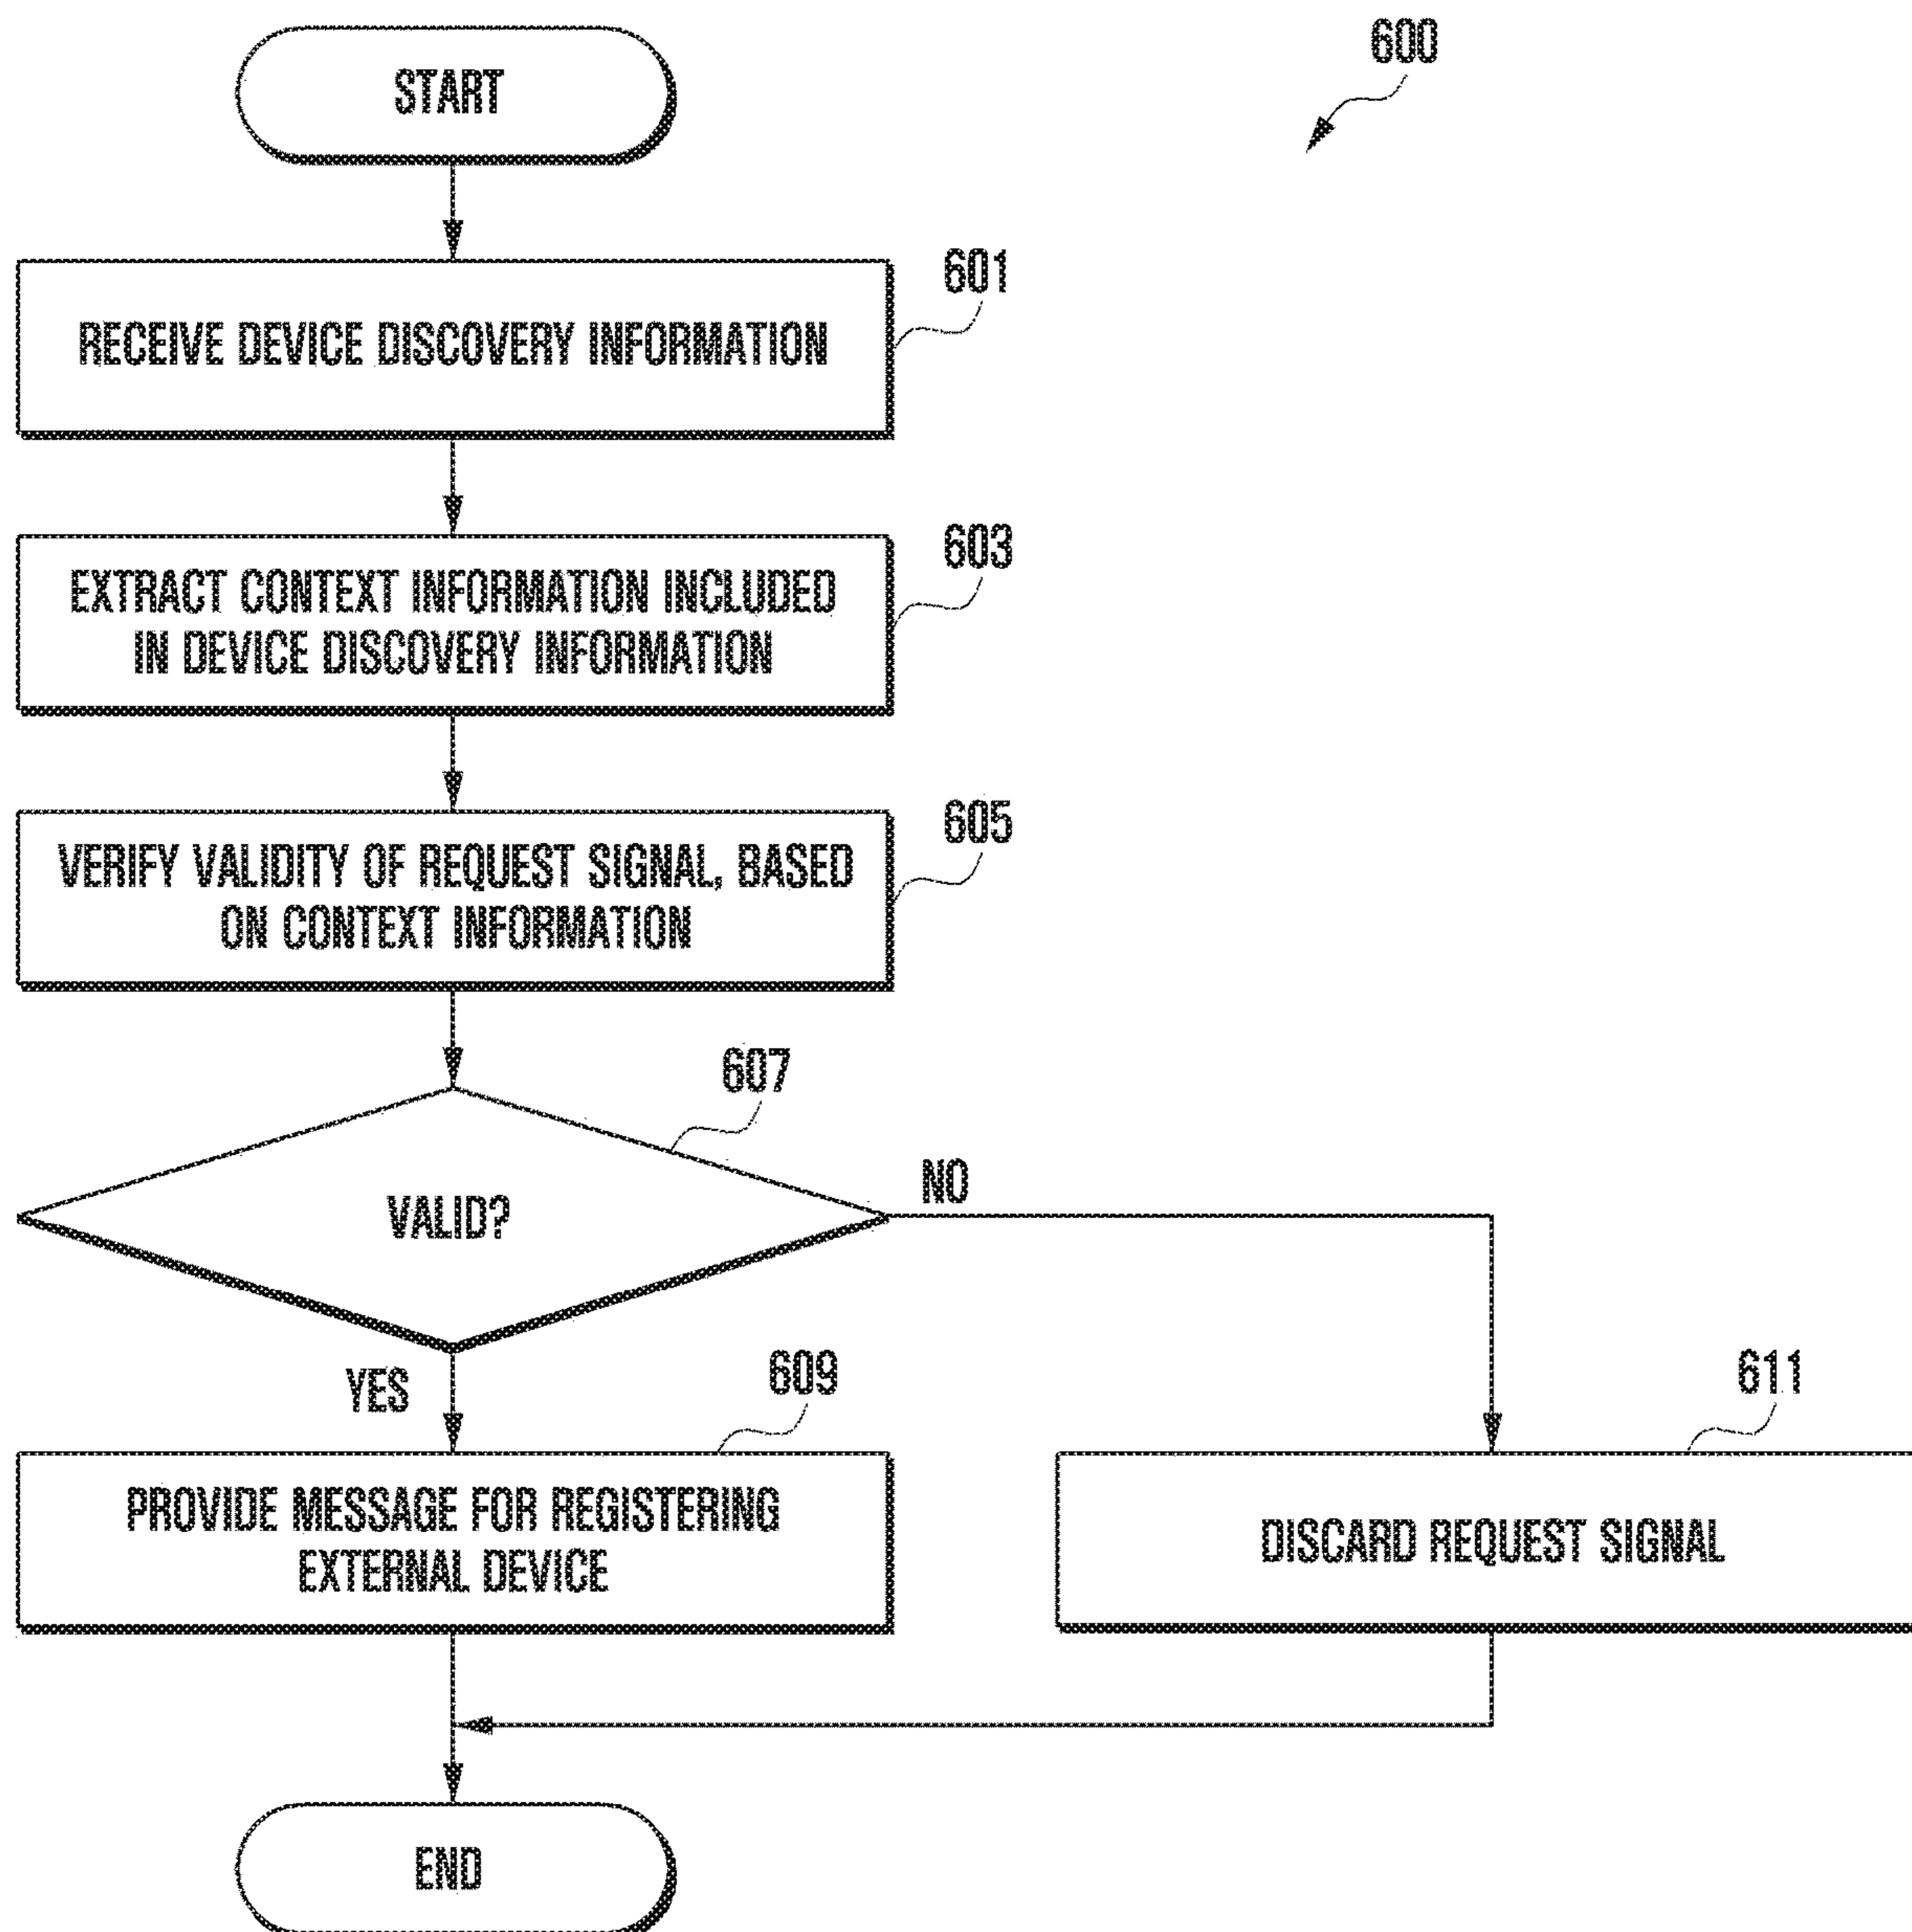 START
600
601
RECEIVE DEVICE DISCOVERY INFORMATION
603
EXTRACT CONTEXT INFORMATION INCLUDED
IN DEVICE DISCOVERY INFORMATION
605
VERIFY VALIDITY OF REQUEST SIGNAL, BASED
ON CONTEXT INFORMATION
607
VALID?
NO
YES
609
PROVIDE MESSAGE FOR REGISTERING
EXTERNAL DEVICE
611
DISCARD REQUEST SIGNAL
END